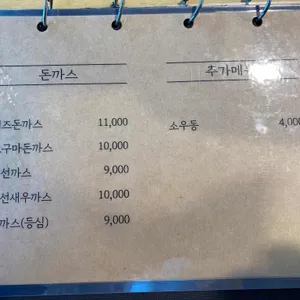 돈까스
즈돈까스 11,000
구마돈까스 10,000
선까스 9,000
선새우까스 10,000
까스(등심) 9,000
추가메
소우동 4,000